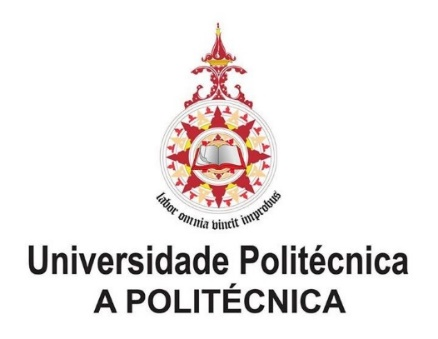 labor omnia vincit improbus
Universidade Politécnica
A POLITÉCNICA